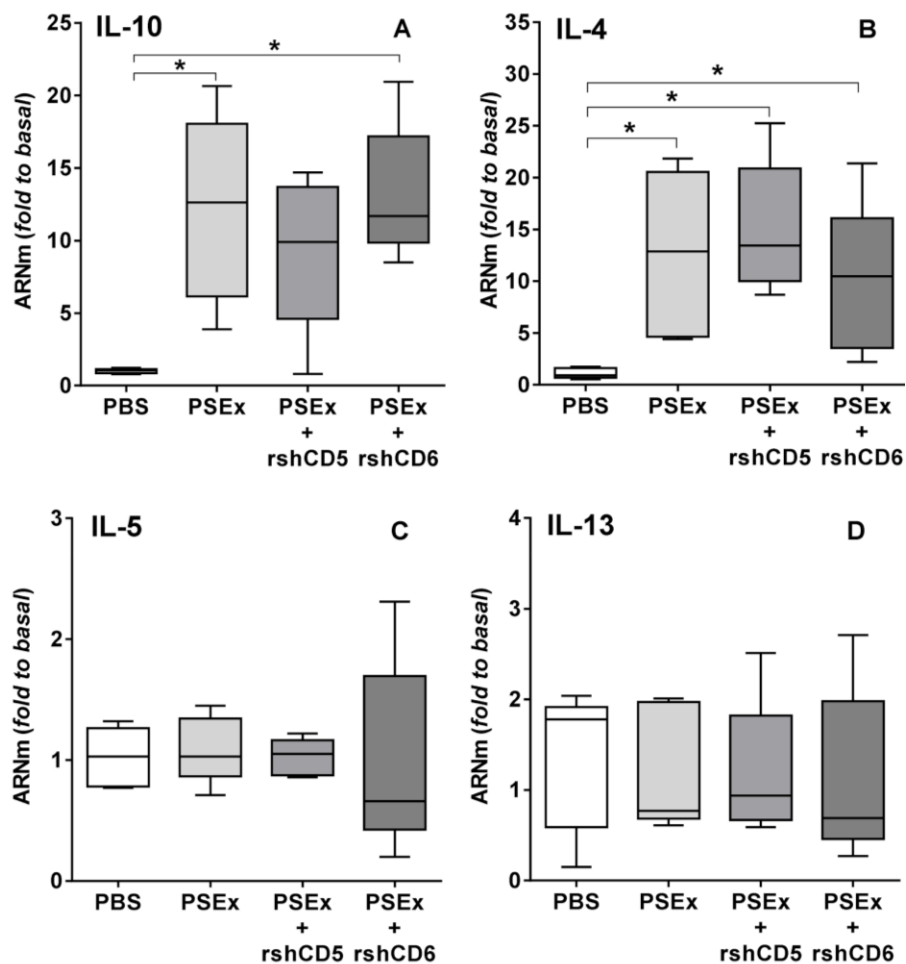 IL-10
A
25
20
15
10
5
0
ARNm (fold to basal)
*
*
PBS
PSEx
PSEx
+
rshCD5
PSEx
+
rshCD6
IL-4
B
35
30
25
20
15
10
5
0
ARNm (fold to basal)
*
*
*
PBS
PSEx
PSEx
+
rshCD5
PSEx
+
rshCD6
IL-5
C
3
2
1
0
ARNm (fold to basal)
PBS
PSEx
PSEx
+
rshCD5
PSEx
+
rshCD6
IL-13
D
4
3
2
1
0
ARNm (fold to basal)
PBS
PSEx
PSEx
+
rshCD5
PSEx
+
rshCD6